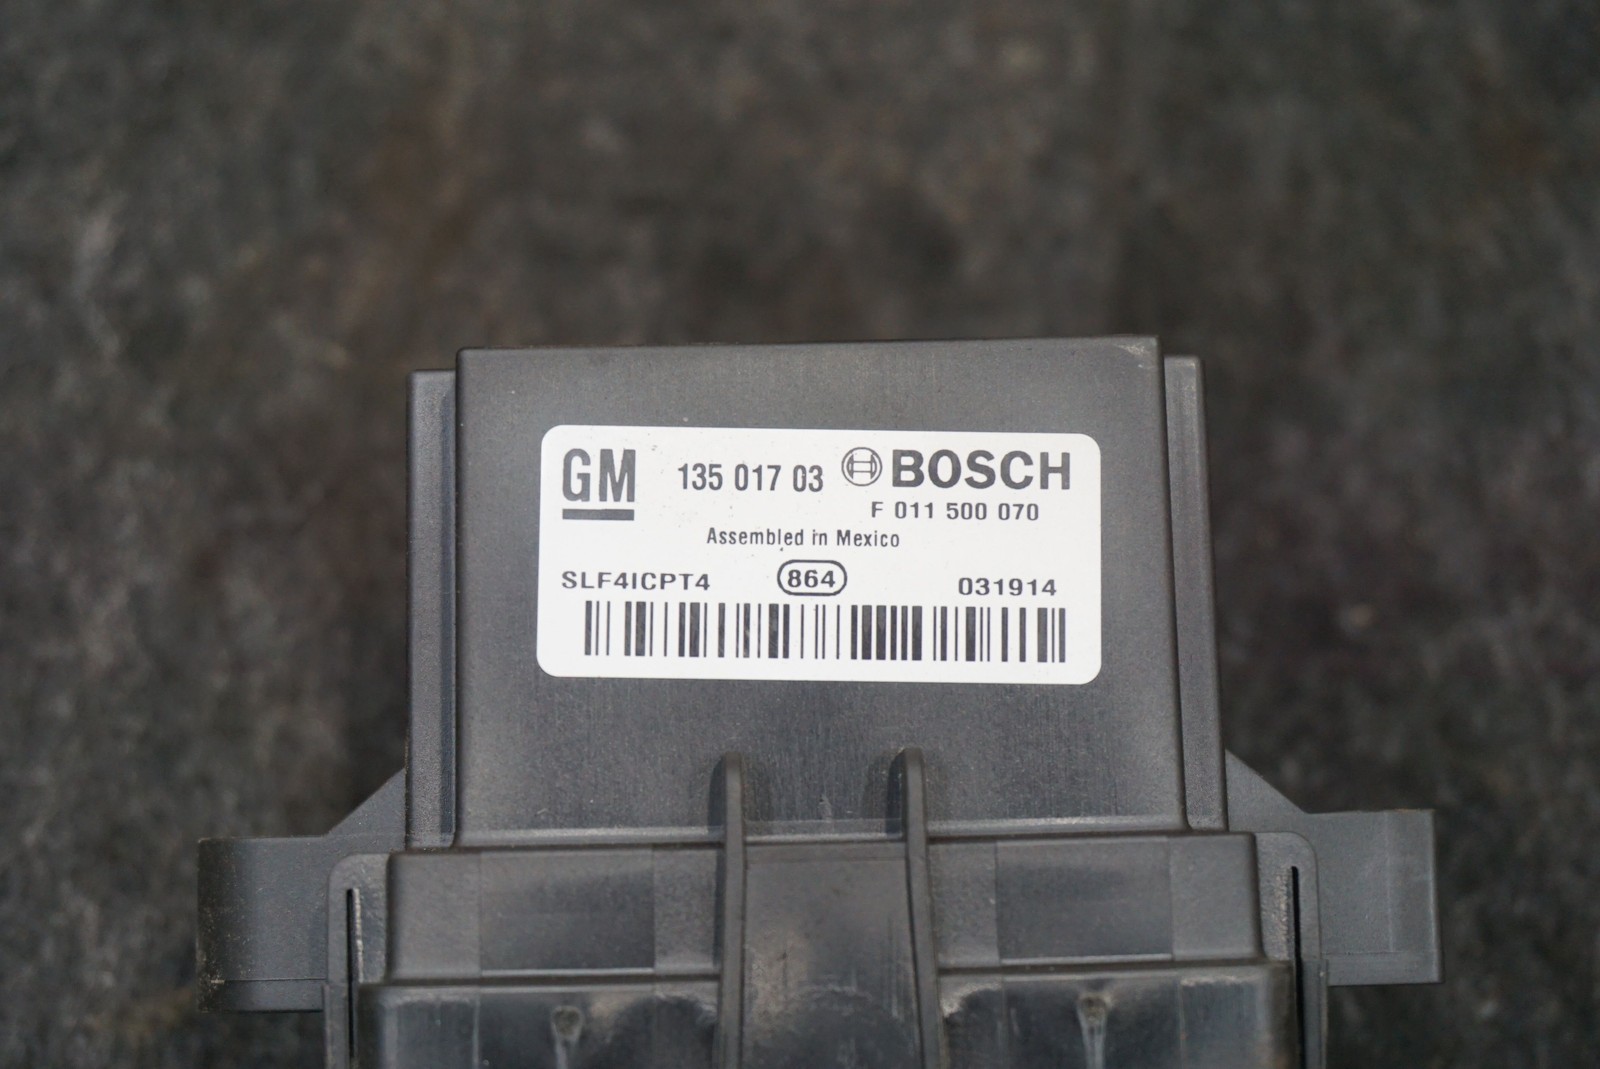 GM 135 017 03 BOSCH
F 011 500 070
Assembled in Mexico
SLF4ICPT4 864 031914